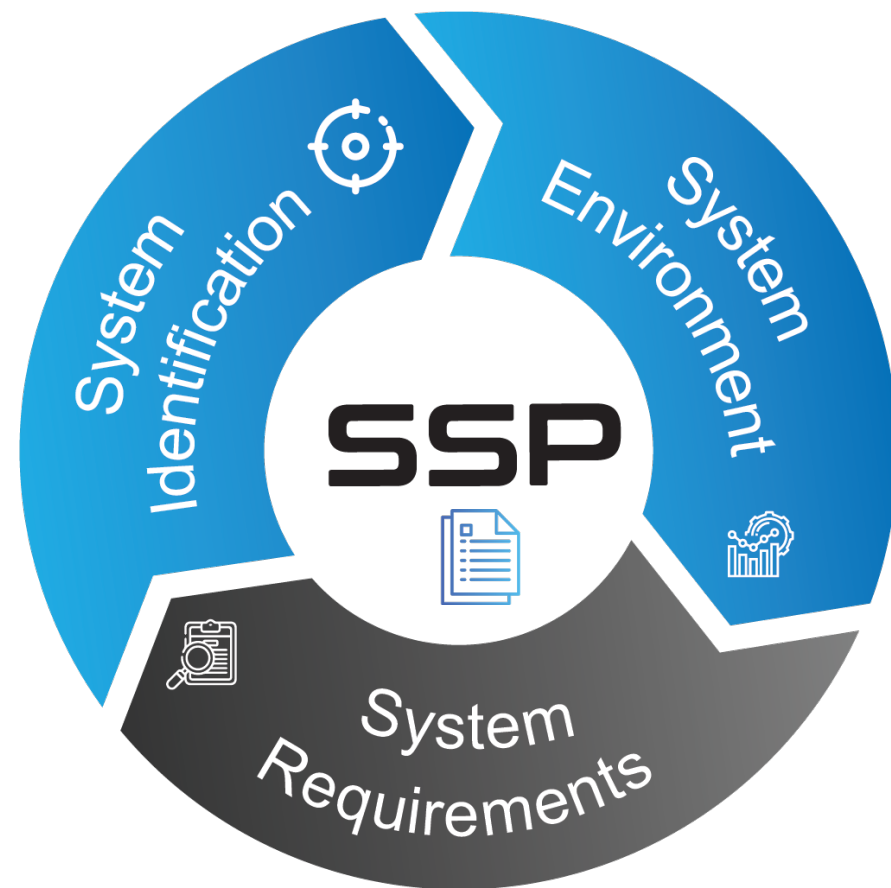 System
Identification
System
Environment
SSP
System
Requirements